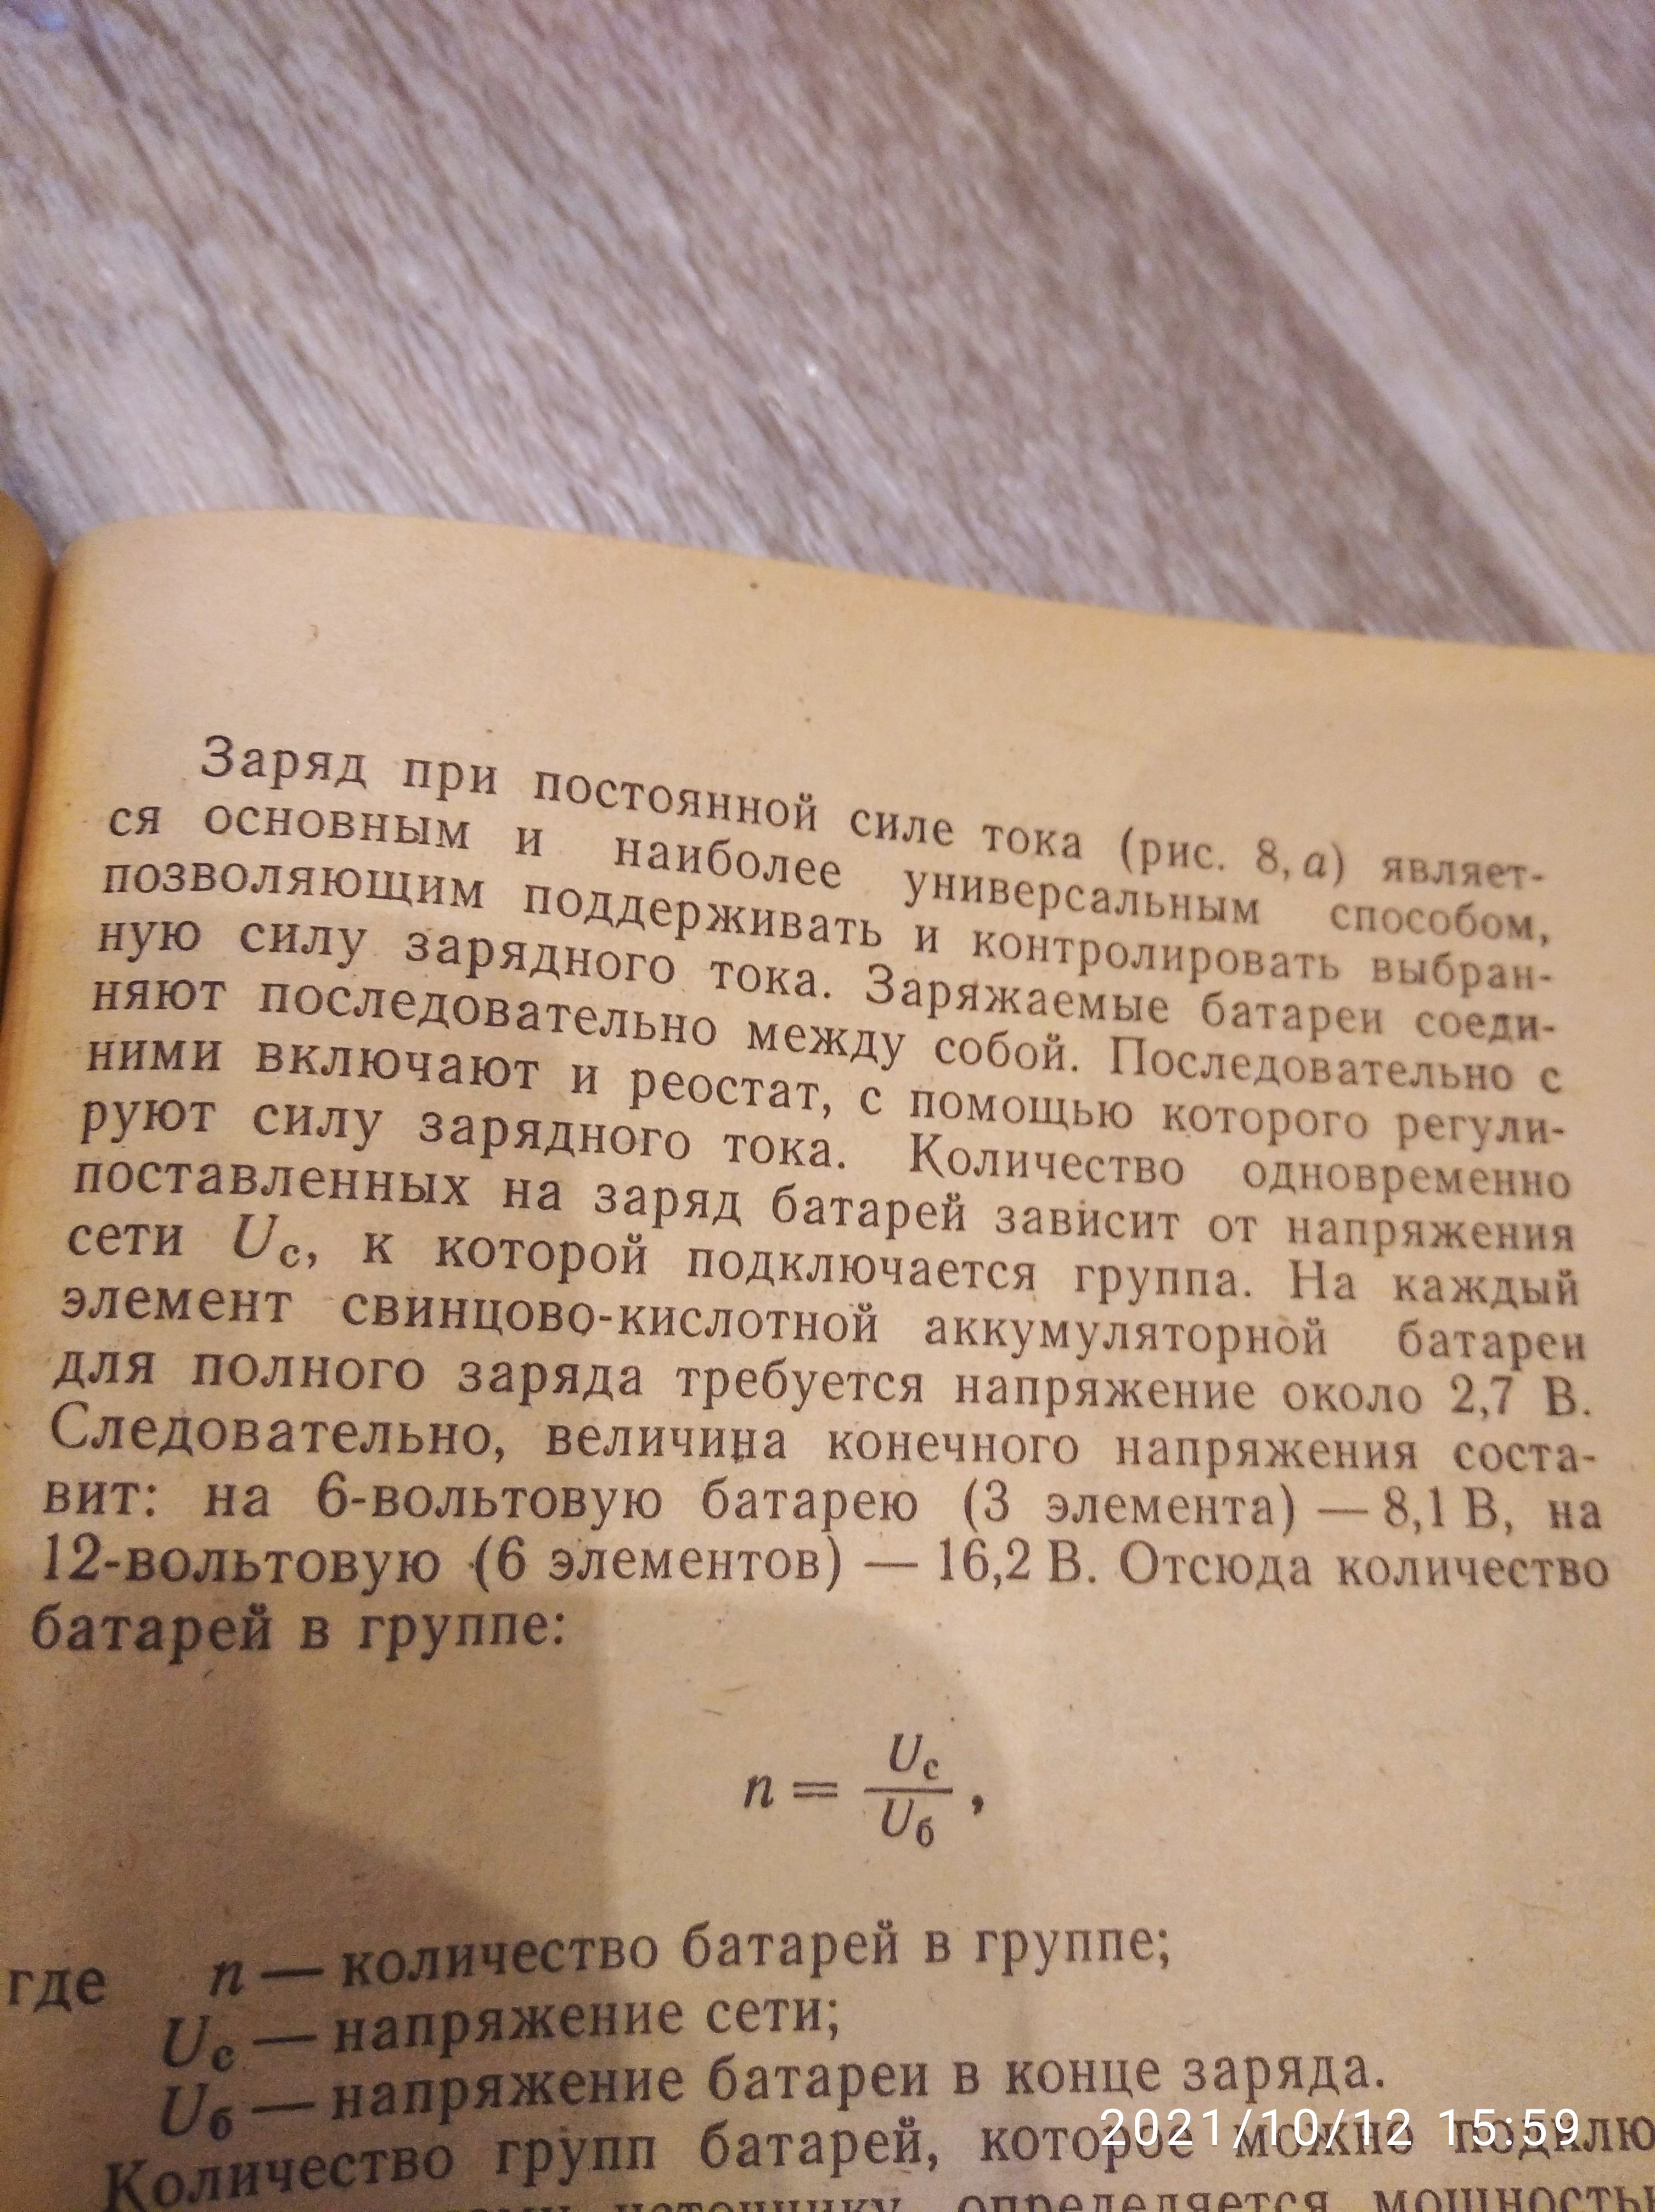 Заряд при постоянной силе тока (рис. 8, а) являет-
ся основным и наиболее универсальным способом,
позволяющим поддерживать и контролировать выбран-
ную силу зарядного тока. Заряжаемые батареи соеди-
няют последовательно между собой. Последовательно с
ними включают и реостат, с помощью которого регули-
руют силу зарядного тока. Количество одновременно
поставленных на заряд батарей зависит от напряжения
сети Uс, к которой подключается группа. На каждый
элемент свинцово-кислотной аккумуляторной батареи
для полного заряда требуется напряжение около 2,7 В.
Следовательно, величина конечного напряжения соста-
вит: на 6-вольтовую батарею (3 элемента) — 8,1 В, на
12-вольтовую (6 элементов) — 16,2 В. Отсюда количество
батарей в группе:
n = Uс / Uб ,
где n — количество батарей в группе;
Uс — напряжение сети;
Uб — напряжение батареи в конце заряда.
Количество групп батарей, которое можно подклю
источнику, определяется мощностью
2021/10/12 15:59